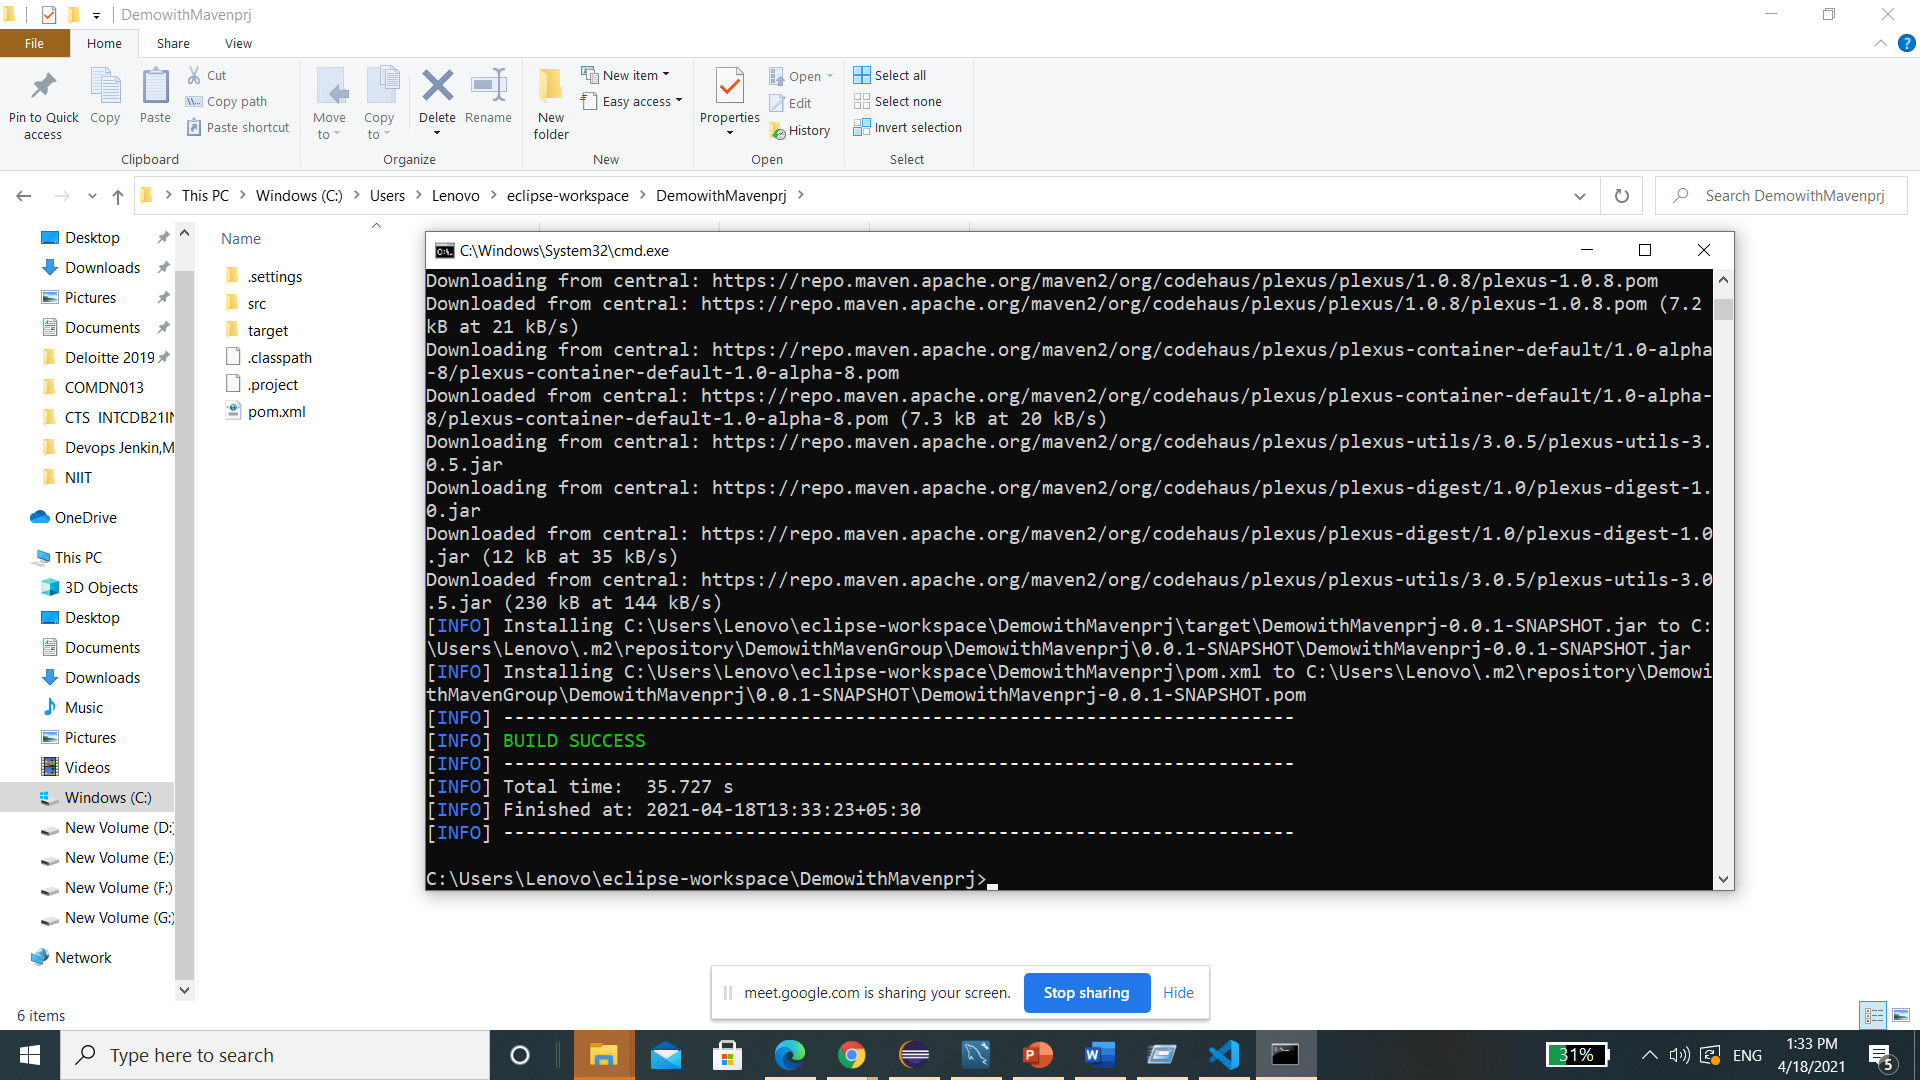 DemowithMavenprj
File
Home
Share
View
Pin to Quick access
Copy
Paste
Cut
Copy path
Paste shortcut
Clipboard
Move to
Copy to
Delete
Rename
Organize
New folder
New item
Easy access
New
Properties
Open
Edit
History
Open
Select all
Select none
Invert selection
Select
This PC > Windows (C:) > Users > Lenovo > eclipse-workspace > DemowithMavenprj >
Search DemowithMavenprj
Desktop
Downloads
Pictures
Documents
Deloitte 2019
COMDN013
CTS INTCDB21IN
Devops Jenkin,M
NIIT
OneDrive
This PC
3D Objects
Desktop
Documents
Downloads
Music
Pictures
Videos
Windows (C:)
New Volume (D:)
New Volume (E:)
New Volume (F:)
New Volume (G:)
Network
Name
.settings
src
target
.classpath
.project
pom.xml
C:\Windows\System32\cmd.exe
Downloading from central: https://repo.maven.apache.org/maven2/org/codehaus/plexus/plexus/1.0.8/plexus-1.0.8.pom
Downloaded from central: https://repo.maven.apache.org/maven2/org/codehaus/plexus/plexus/1.0.8/plexus-1.0.8.pom (7.2
kB at 21 kB/s)
Downloading from central: https://repo.maven.apache.org/maven2/org/codehaus/plexus/plexus-container-default/1.0-alpha
-8/plexus-container-default-1.0-alpha-8.pom
Downloaded from central: https://repo.maven.apache.org/maven2/org/codehaus/plexus/plexus-container-default/1.0-alpha-
8/plexus-container-default-1.0-alpha-8.pom (7.3 kB at 20 kB/s)
Downloading from central: https://repo.maven.apache.org/maven2/org/codehaus/plexus/plexus-utils/3.0.5/plexus-utils-3.
0.5.jar
Downloading from central: https://repo.maven.apache.org/maven2/org/codehaus/plexus/plexus-digest/1.0/plexus-digest-1.
0.jar
Downloaded from central: https://repo.maven.apache.org/maven2/org/codehaus/plexus/plexus-digest/1.0/plexus-digest-1.0
.jar (12 kB at 35 kB/s)
Downloaded from central: https://repo.maven.apache.org/maven2/org/codehaus/plexus/plexus-utils/3.0.5/plexus-utils-3.0
.5.jar (230 kB at 144 kB/s)
[INFO] Installing C:\Users\Lenovo\eclipse-workspace\DemowithMavenprj\target\DemowithMavenprj-0.0.1-SNAPSHOT.jar to C:
\Users\Lenovo\.m2\repository\DemowithMavenGroup\DemowithMavenprj\0.0.1-SNAPSHOT\DemowithMavenprj-0.0.1-SNAPSHOT.jar
[INFO] Installing C:\Users\Lenovo\eclipse-workspace\DemowithMavenprj\pom.xml to C:\Users\Lenovo\.m2\repository\Demowi
thMavenGroup\DemowithMavenprj\0.0.1-SNAPSHOT\DemowithMavenprj-0.0.1-SNAPSHOT.pom
[INFO] ------------------------------------------------------------------------
[INFO] BUILD SUCCESS
[INFO] ------------------------------------------------------------------------
[INFO] Total time:  35.727 s
[INFO] Finished at: 2021-04-18T13:33:23+05:30
[INFO] ------------------------------------------------------------------------
C:\Users\Lenovo\eclipse-workspace\DemowithMavenprj>
meet.google.com is sharing your screen.
Stop sharing
Hide
6 items
Type here to search
31%
ENG
1:33 PM
4/18/2021
5